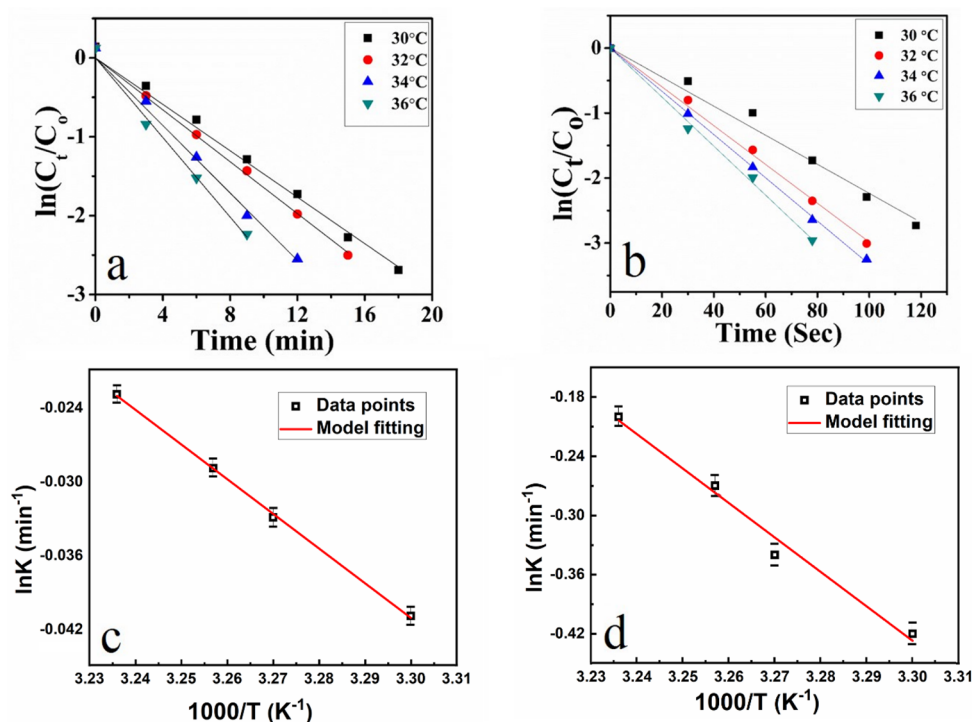 0
-1
-2
-3
0
4
8
12
16
20
ln(Cₜ/Cₒ)
Time (min)
30°C
32°C
34°C
36°C
a
0
-1
-2
-3
0
20
40
60
80
100
120
ln(Cₜ/Cₒ)
Time (Sec)
30 °C
32 °C
34 °C
36 °C
b
-0.024
-0.030
-0.036
-0.042
3.23
3.24
3.25
3.26
3.27
3.28
3.29
3.30
3.31
lnK (min⁻¹)
1000/T (K⁻¹)
Data points
Model fitting
c
-0.18
-0.24
-0.30
-0.36
-0.42
3.23
3.24
3.25
3.26
3.27
3.28
3.29
3.30
3.31
lnK (min⁻¹)
1000/T (K⁻¹)
Data points
Model fitting
d